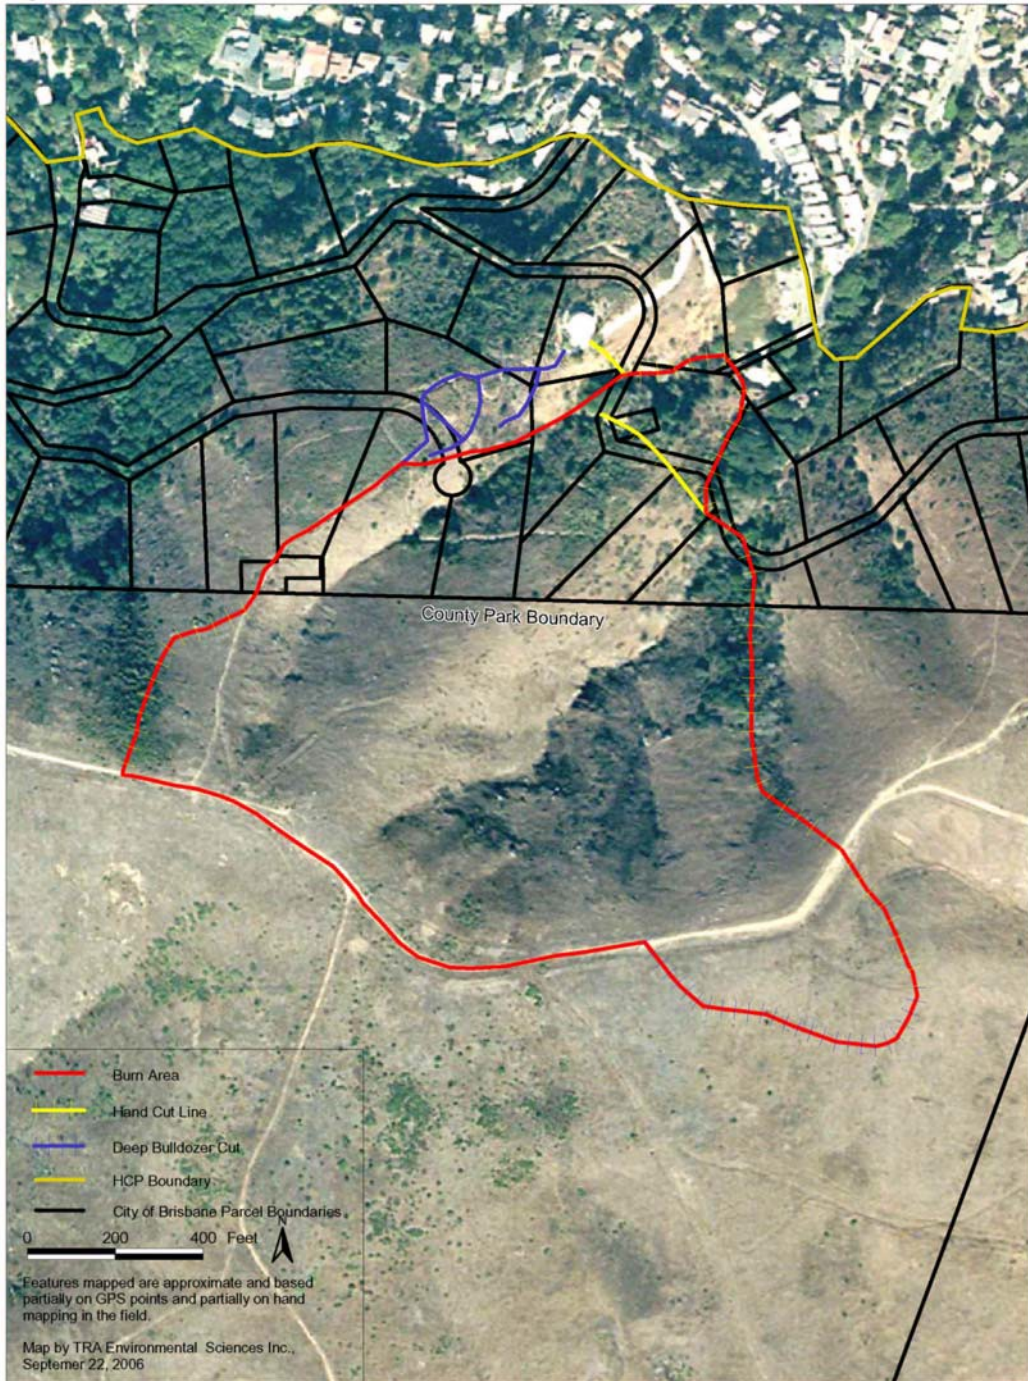 County Park Boundary
Burn Area
Hand Cut Line
Deep Bulldozer Cut
HCP Boundary
City of Brisbane Parcel Boundaries
N
0 200 400 Feet
Features mapped are approximate and based
partially on GPS points and partially on hand
mapping in the field.
Map by TRA Environmental Sciences Inc.,
Septemer 22, 2006